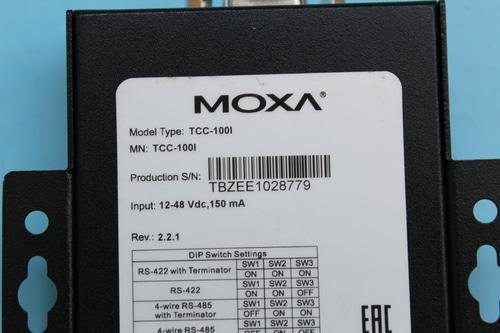 MOXA®
Model Type: TCC-100I
MN: TCC-100I
Production S/N:
TBZEE1028779
Input: 12-48 Vdc,150 mA
Rev.: 2.2.1
DIP Switch Settings
RS-422 with Terminator SW1 SW2 SW3
ON ON ON
RS-422 SW1 SW2 SW3
ON ON OFF
4-wire RS-485 with Terminator SW1 SW2 SW3
ON OFF ON
4-wire RS-485 SW1 SW2 SW3
EAC